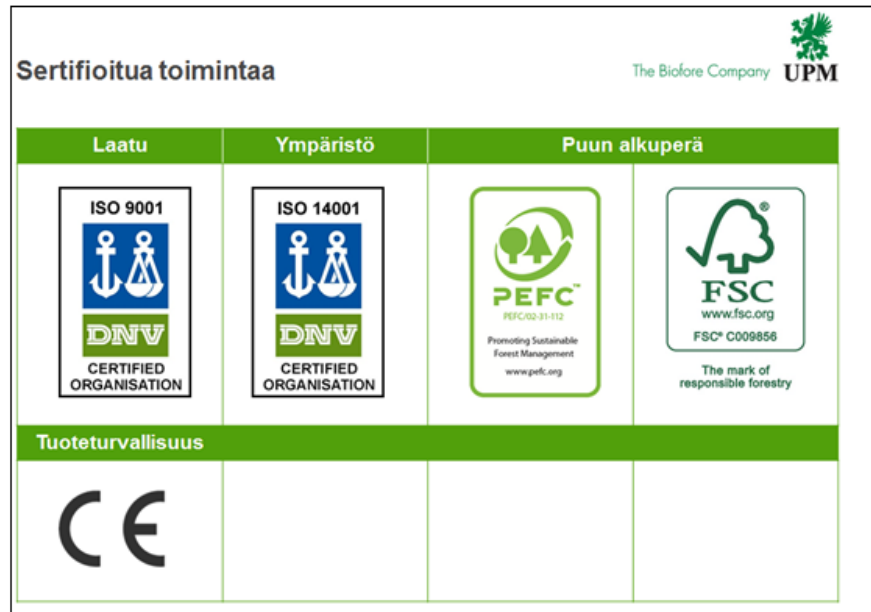 Sertifioitua toimintaa
The Biofore Company UPM
Laatu Ympäristö Puun alkuperä
ISO 9001
DNV
CERTIFIED
ORGANISATION
ISO 14001
DNV
CERTIFIED
ORGANISATION
PEFC™
PEFC/02-31-112
Promoting Sustainable
Forest Management
www.pefc.org
®
FSC
www.fsc.org
FSC® C009856
The mark of
responsible forestry
Tuoteturvallisuus
CE